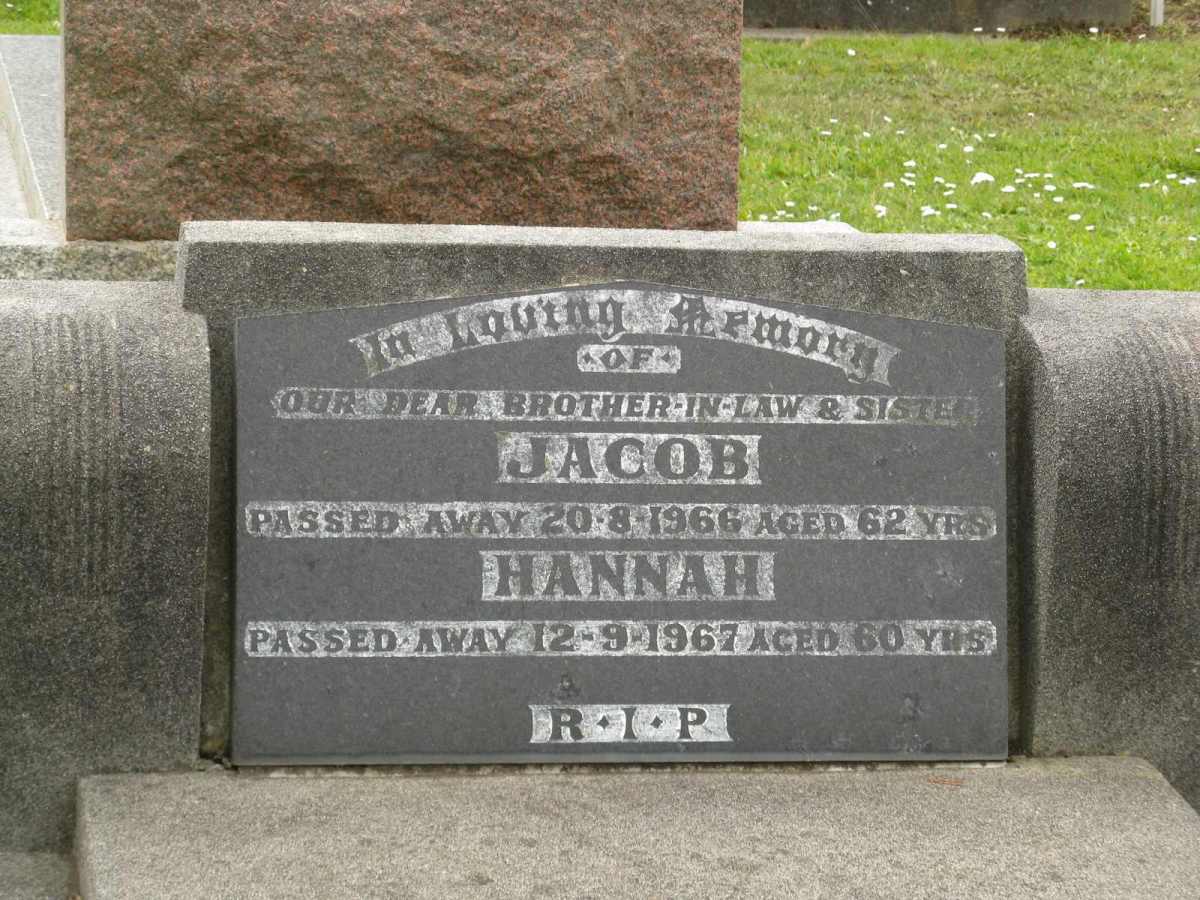 In Loving Memory
• OF •
OUR DEAR BROTHER-IN-LAW & SISTER
JACOB
PASSED AWAY 20-8-1966 AGED 62 YRS
HANNAH
PASSED AWAY 12-9-1967 AGED 60 YRS
R • I • P